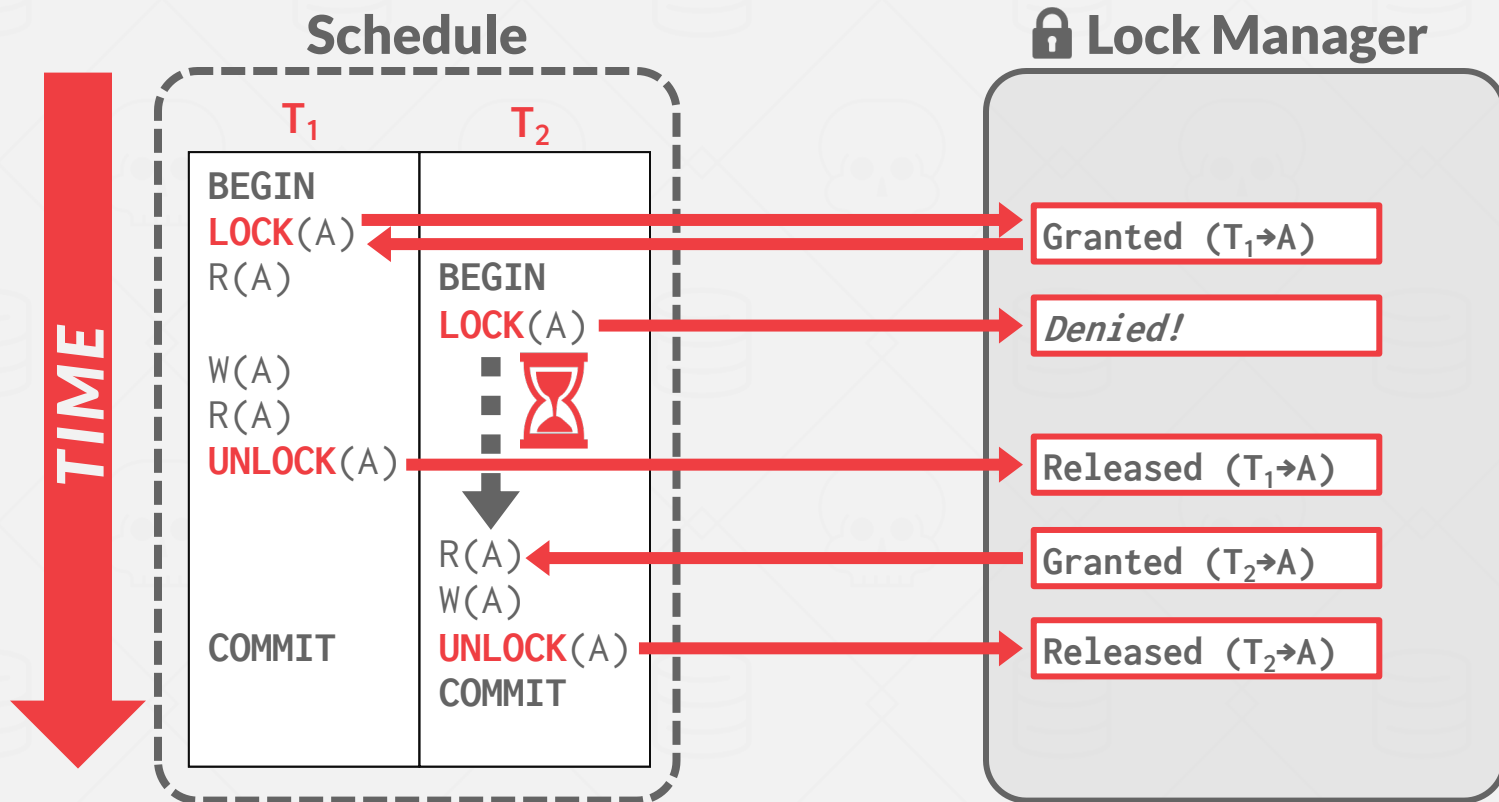 Schedule
Lock Manager
TIME
T₁
T₂
BEGIN
LOCK(A)
Granted (T₁→A)
R(A)
BEGIN
LOCK(A)
Denied!
W(A)
R(A)
UNLOCK(A)
Released (T₁→A)
R(A)
Granted (T₂→A)
W(A)
COMMIT
UNLOCK(A)
Released (T₂→A)
COMMIT